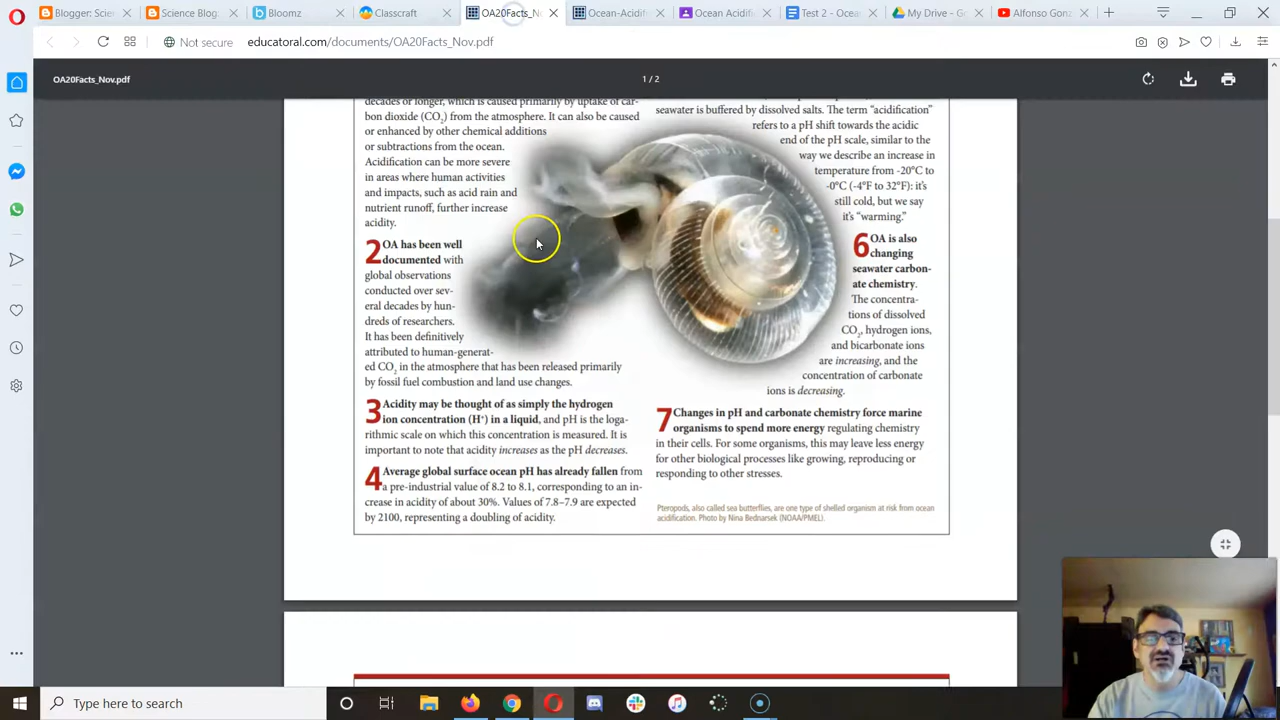 Blogger: Scie
Science Blog:
Bloomz
Classcraft
OA20Facts_No
Ocean-Acidif
Ocean Acidifi
Test 2 - Ocea
My Drive - Go
Alfonso Gonz
Not secure
educatoral.com/documents/OA20Facts_Nov.pdf
OA20Facts_Nov.pdf
1 / 2
decades or longer, which is caused primarily by uptake of car-
bon dioxide (CO2) from the atmosphere. It can also be caused
or enhanced by other chemical additions
or subtractions from the ocean.
Acidification can be more severe
in areas where human activities
and impacts, such as acid rain and
nutrient runoff, further increase
acidity.
2 OA has been well
documented with
global observations
conducted over sev-
eral decades by hun-
dreds of researchers.
It has been definitively
attributed to human-generat-
ed CO2 in the atmosphere that has been released primarily
by fossil fuel combustion and land use changes.
3 Acidity may be thought of as simply the hydrogen
ion concentration (H+) in a liquid, and pH is the loga-
rithmic scale on which this concentration is measured. It is
important to note that acidity increases as the pH decreases.
4 Average global surface ocean pH has already fallen from
a pre-industrial value of 8.2 to 8.1, corresponding to an in-
crease in acidity of about 30%. Values of 7.8–7.9 are expected
by 2100, representing a doubling of acidity.
seawater is buffered by dissolved salts. The term “acidification”
refers to a pH shift towards the acidic
end of the pH scale, similar to the
way we describe an increase in
temperature from -20°C to
-0°C (-4°F to 32°F): it’s
still cold, but we say
it’s “warming.”
6 OA is also
changing
seawater carbon-
ate chemistry.
The concentra-
tions of dissolved
CO2, hydrogen ions,
and bicarbonate ions
are increasing, and the
concentration of carbonate
ions is decreasing.
7 Changes in pH and carbonate chemistry force marine
organisms to spend more energy regulating chemistry
in their cells. For some organisms, this may leave less energy
for other biological processes like growing, reproducing or
responding to other stresses.
Pteropods, also called sea butterflies, are one type of shelled organism at risk from ocean
acidification. Photo by Nina Bednarsek (NOAA/PMEL).
Type here to search